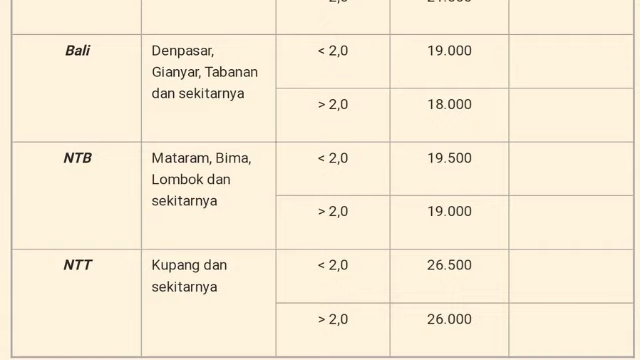 Bali
Denpasar,
Gianyar, Tabanan
dan sekitarnya
< 2,0
19.000
> 2,0
18.000
NTB
Mataram, Bima,
Lombok dan
sekitarnya
< 2,0
19.500
> 2,0
19.000
NTT
Kupang dan
sekitarnya
< 2,0
26.500
> 2,0
26.000